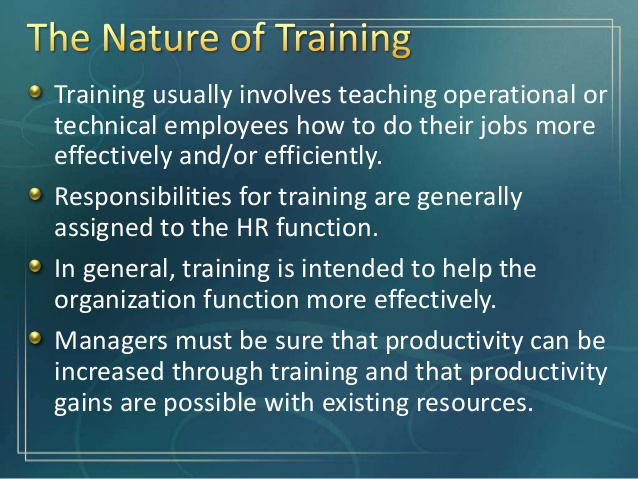 The Nature of Training
Training usually involves teaching operational or
technical employees how to do their jobs more
effectively and/or efficiently.
Responsibilities for training are generally
assigned to the HR function.
In general, training is intended to help the
organization function more effectively.
Managers must be sure that productivity can be
increased through training and that productivity
gains are possible with existing resources.